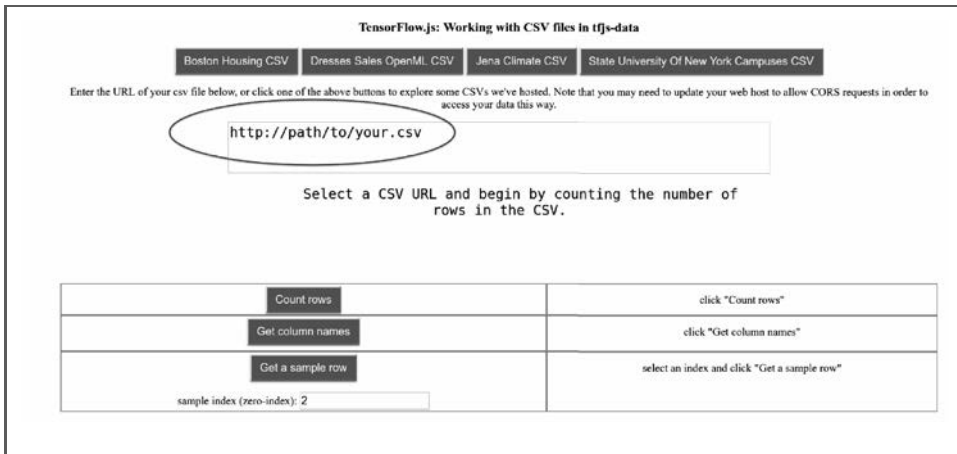 TensorFlow.js: Working with CSV files in tfjs-data
Boston Housing CSV Dresses Sales OpenML CSV Jena Climate CSV State University Of New York Campuses CSV
Enter the URL of your csv file below, or click one of the above buttons to explore some CSVs we've hosted. Note that you may need to update your web host to allow CORS requests in order to
access your data this way.
http://path/to/your.csv
Select a CSV URL and begin by counting the number of
rows in the CSV.
Count rows click "Count rows"
Get column names click "Get column names"
Get a sample row select an index and click "Get a sample row"
sample index (zero-index): 2